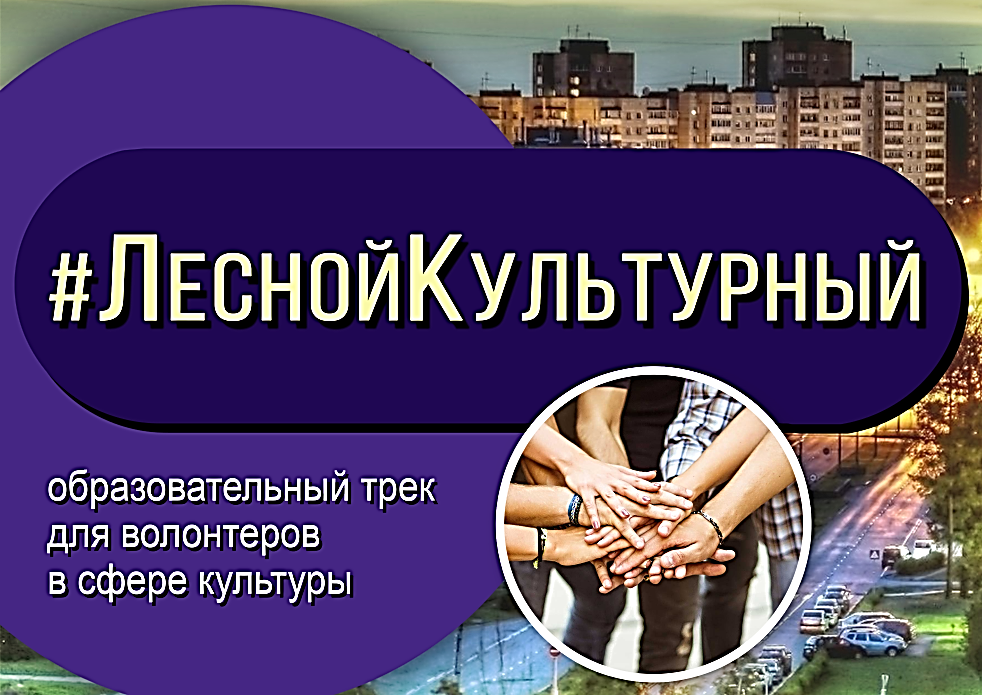 #ЛеснойКультурный
образовательный трек
для волонтеров
в сфере культуры